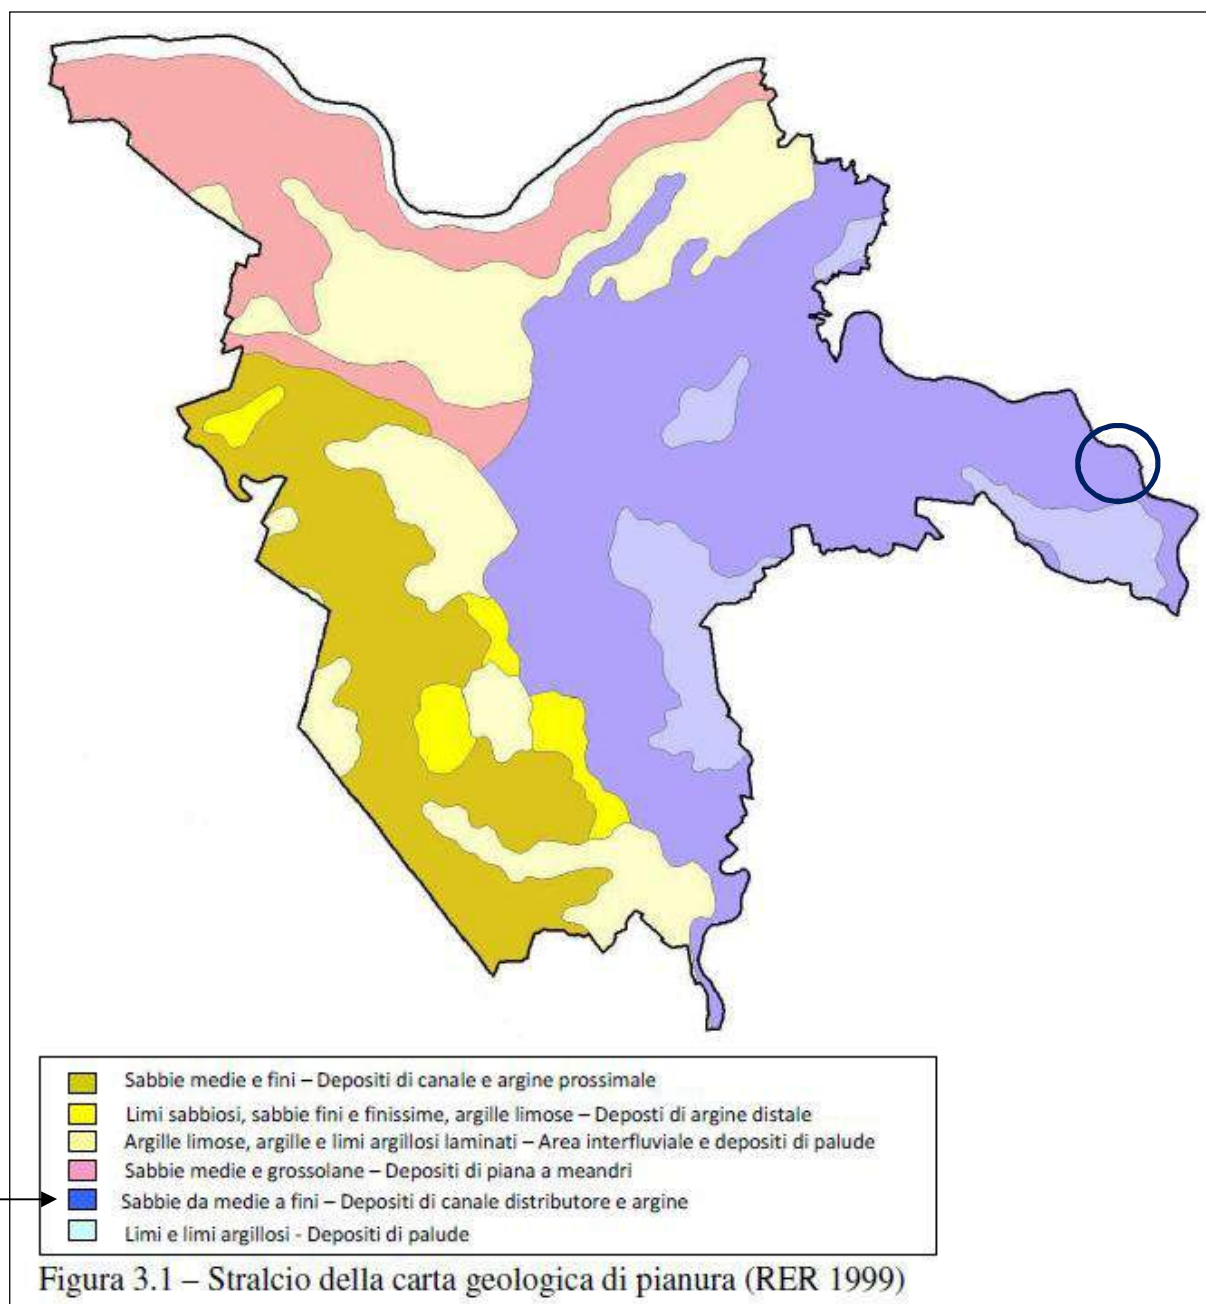 Sabbie medie e fini – Depositi di canale e argine prossimale
Limi sabbiosi, sabbie fini e finissime, argille limose – Deposti di argine distale
Argille limose, argille e limi argillosi laminati – Area interfluviale e depositi di palude
Sabbie medie e grossolane – Depositi di piana a meandri
Sabbie da medie a fini – Depositi di canale distributore e argine
Limi e limi argillosi - Depositi di palude
Figura 3.1 – Stralcio della carta geologica di pianura (RER 1999)